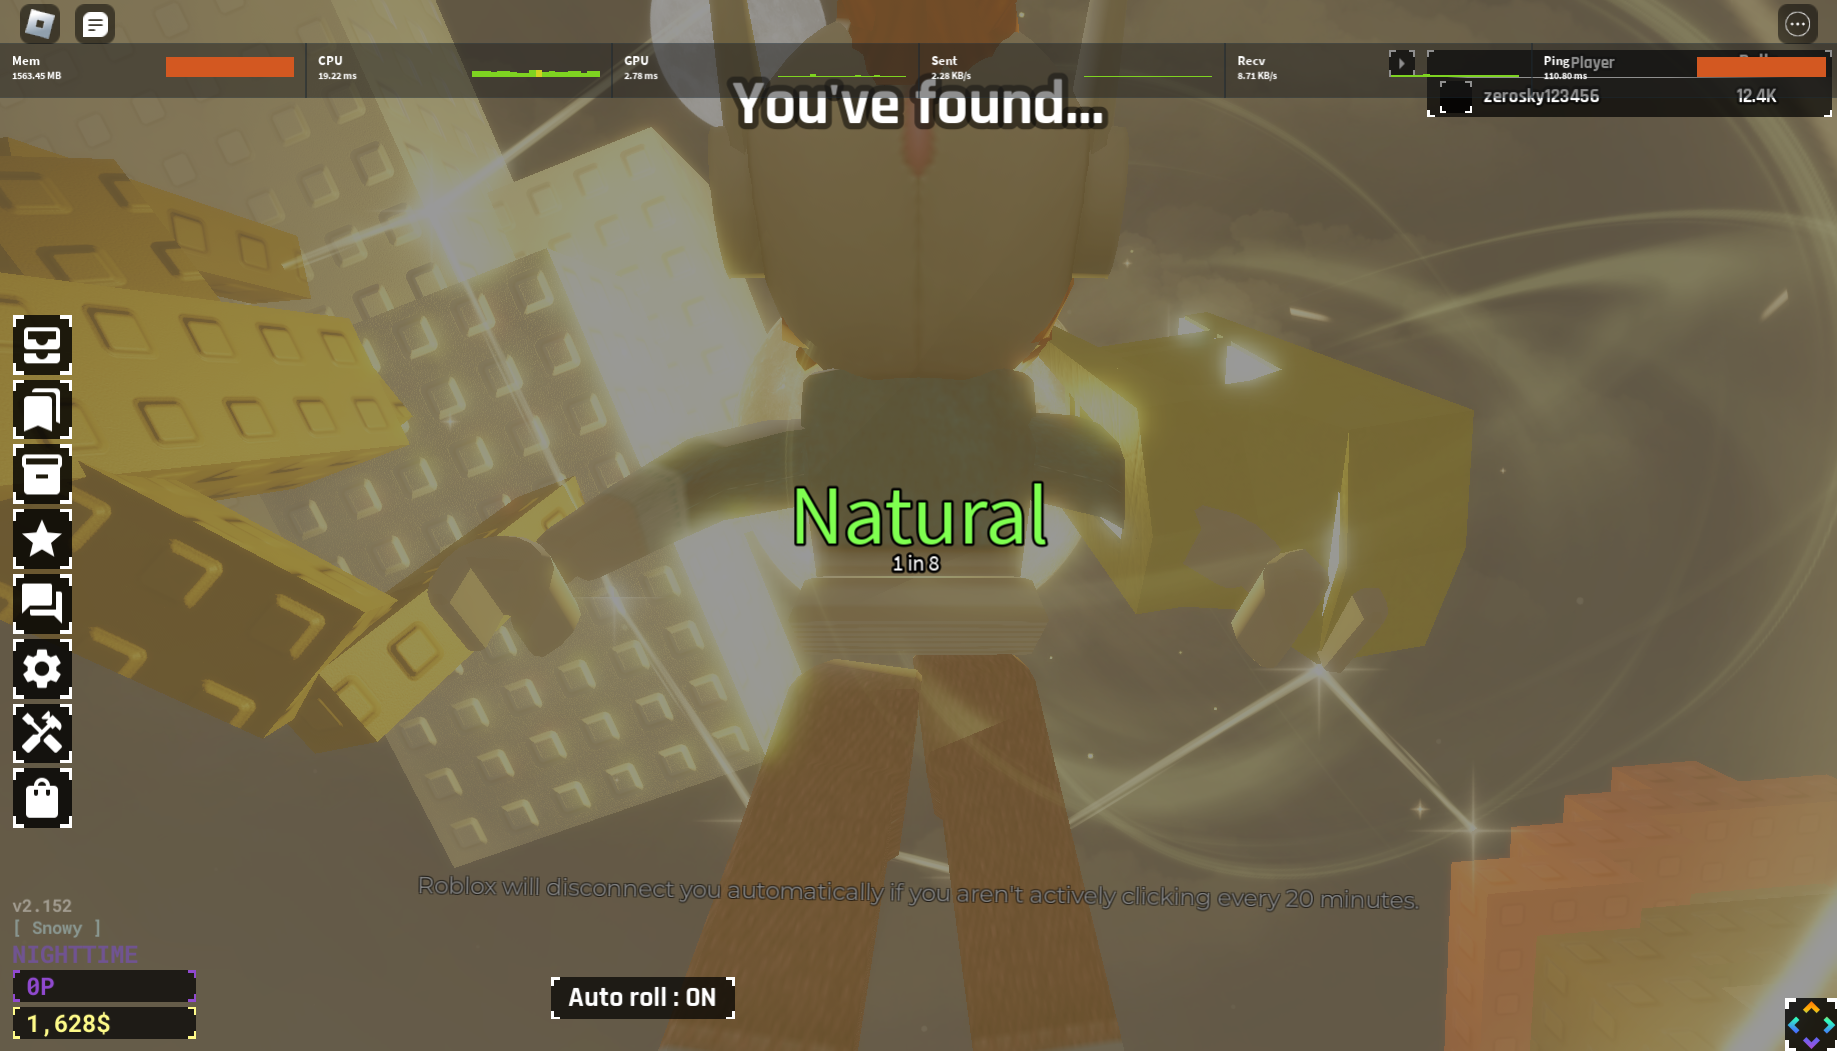 Mem
1563.45 MB
CPU
19.22 ms
GPU
2.78 ms
Sent
2.28 KB/s
Recv
8.71 KB/s
Ping
110.80 ms
Player
zerosky123456 12.4K
You've found...
Natural
1 in 8
Roblox will disconnect you automatically if you aren't actively clicking every 20 minutes.
v2.152
[ Snowy ]
NIGHTTIME
0P
1,628$
Auto roll : ON